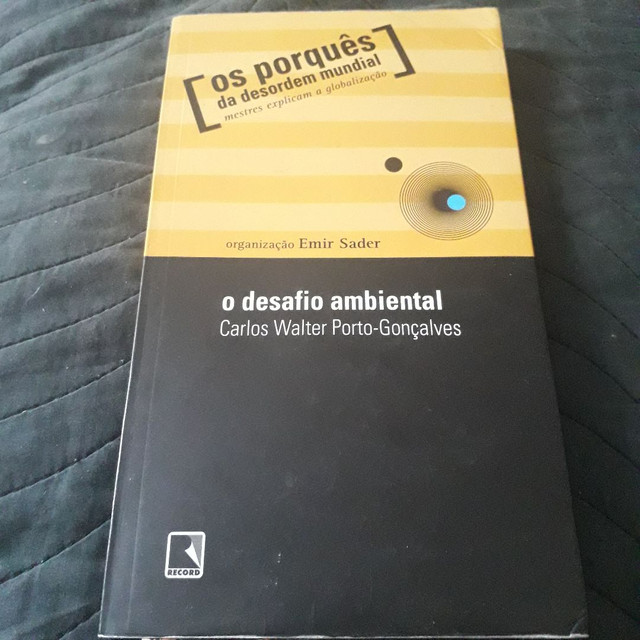 [os porquês
da desordem mundial]
mestres explicam a globalização
organização Emir Sader
o desafio ambiental
Carlos Walter Porto-Gonçalves
RECORD